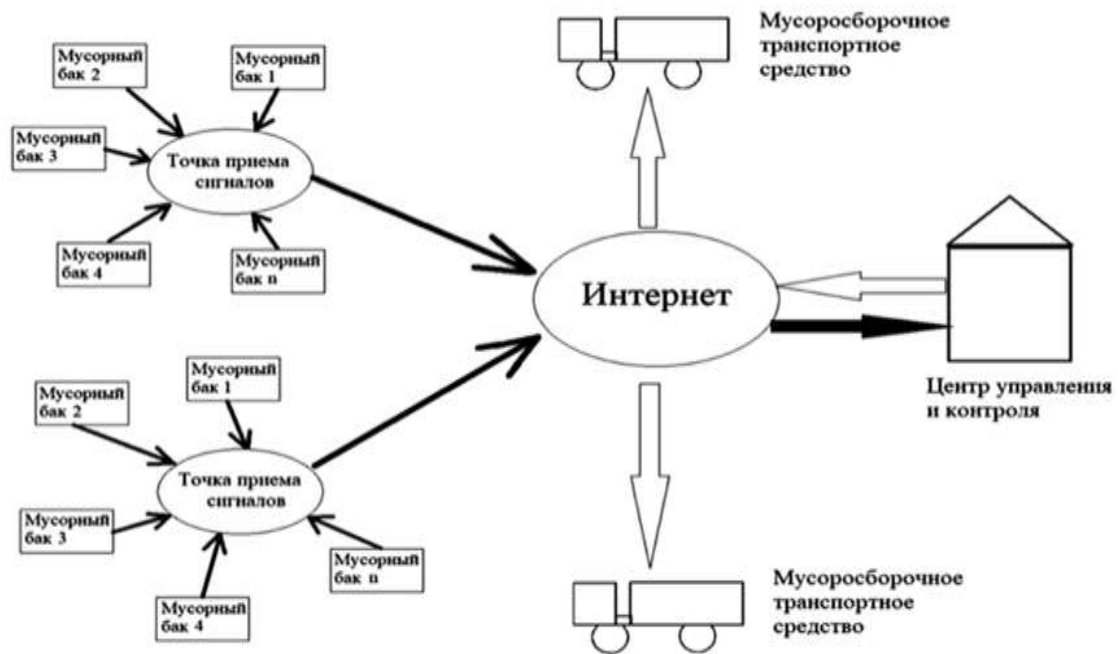 Мусорный
бак 2
Мусорный
бак 1
Мусорный
бак 3
Точка приема
сигналов
Мусорный
бак 4
Мусорный
бак n
Мусоросборочное
транспортное
средство
Интернет
Центр управления
и контроля
Мусорный
бак 1
Мусорный
бак 2
Точка приема
сигналов
Мусорный
бак 3
Мусорный
бак n
Мусорный
бак 4
Мусоросборочное
транспортное
средство